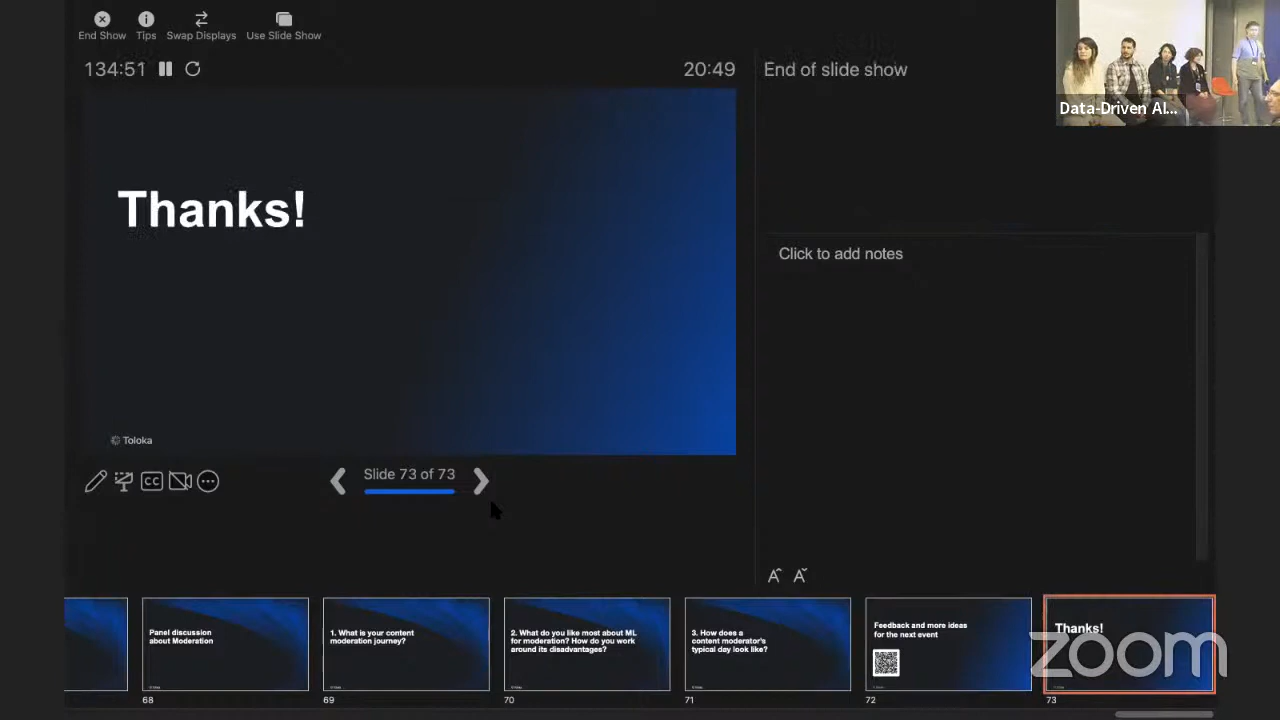 End Show
Tips
Swap Displays
Use Slide Show
134:51
20:49
End of slide show
Data-Driven AI...
Thanks!
Click to add notes
Toloka
CC
Slide 73 of 73
Panel discussion
about Moderation
68
1. What is your content
moderation journey?
69
2. What do you like most about ML
for moderation? How do you work
around its disadvantages?
70
3. How does a
content moderator's
typical day look like?
71
Feedback and more ideas
for the next event
72
Thanks!
73
zoom